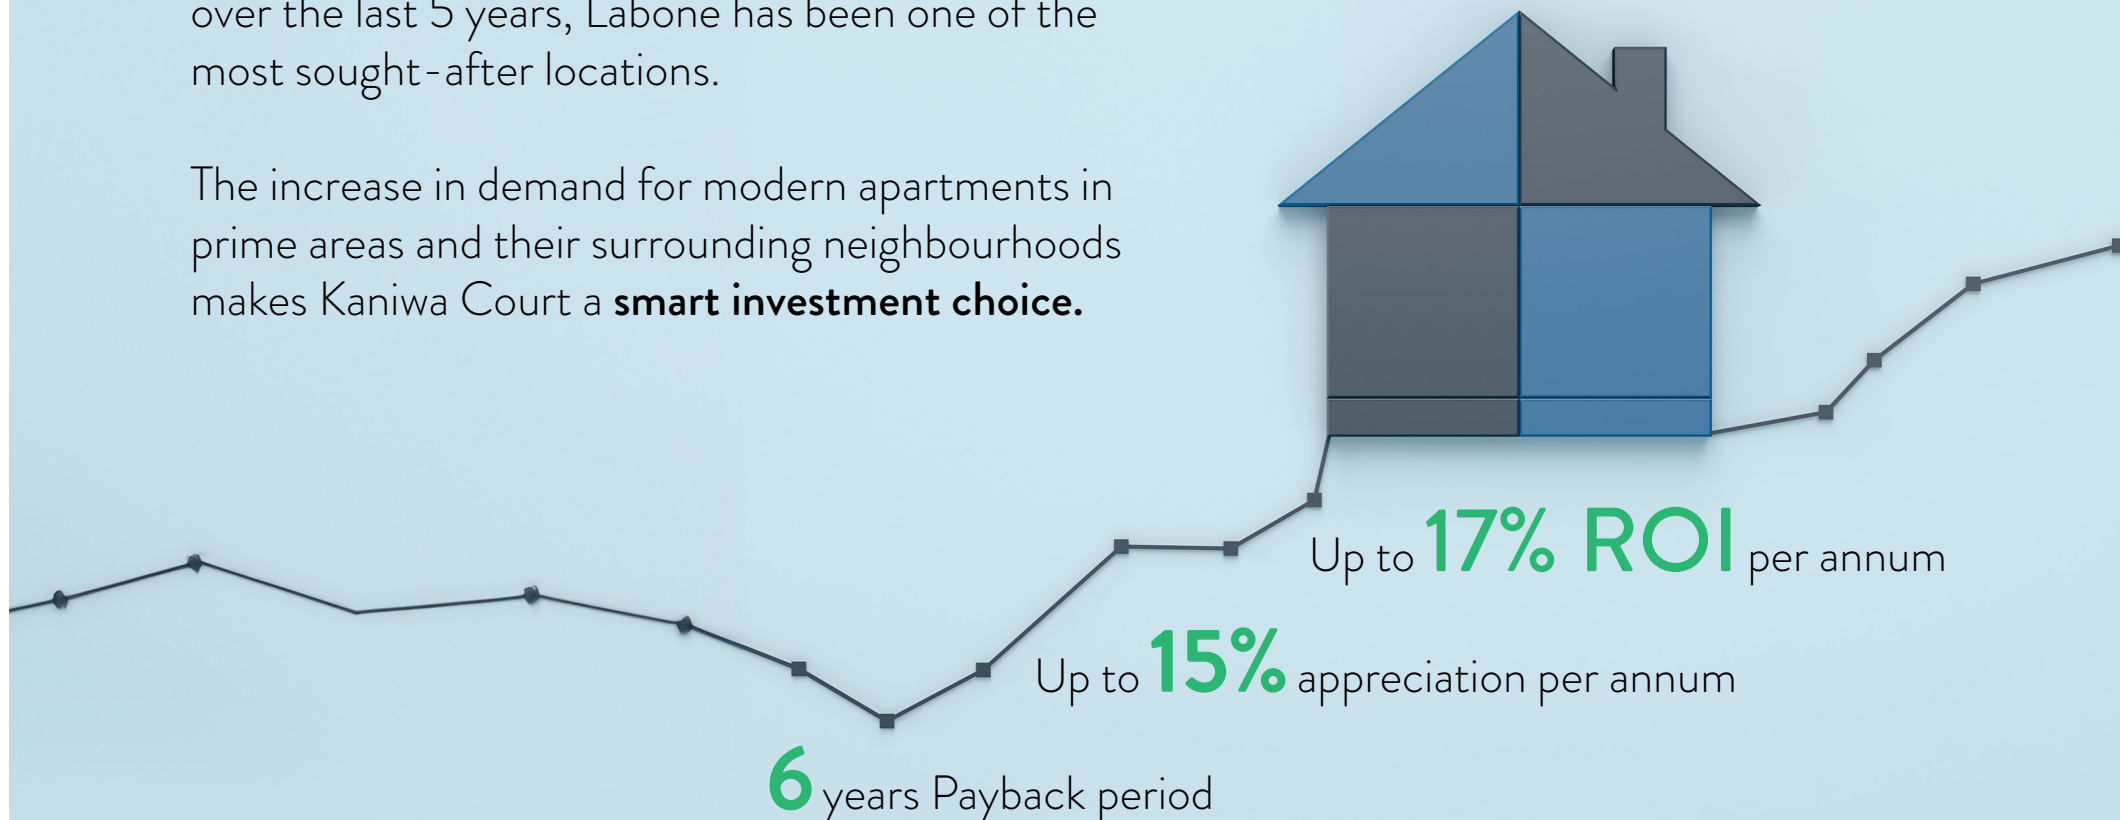 over the last 5 years, Labone has been one of the
most sought-after locations.
The increase in demand for modern apartments in
prime areas and their surrounding neighbourhoods
makes Kaniwa Court a smart investment choice.
Up to 17% ROI per annum
Up to 15% appreciation per annum
6 years Payback period